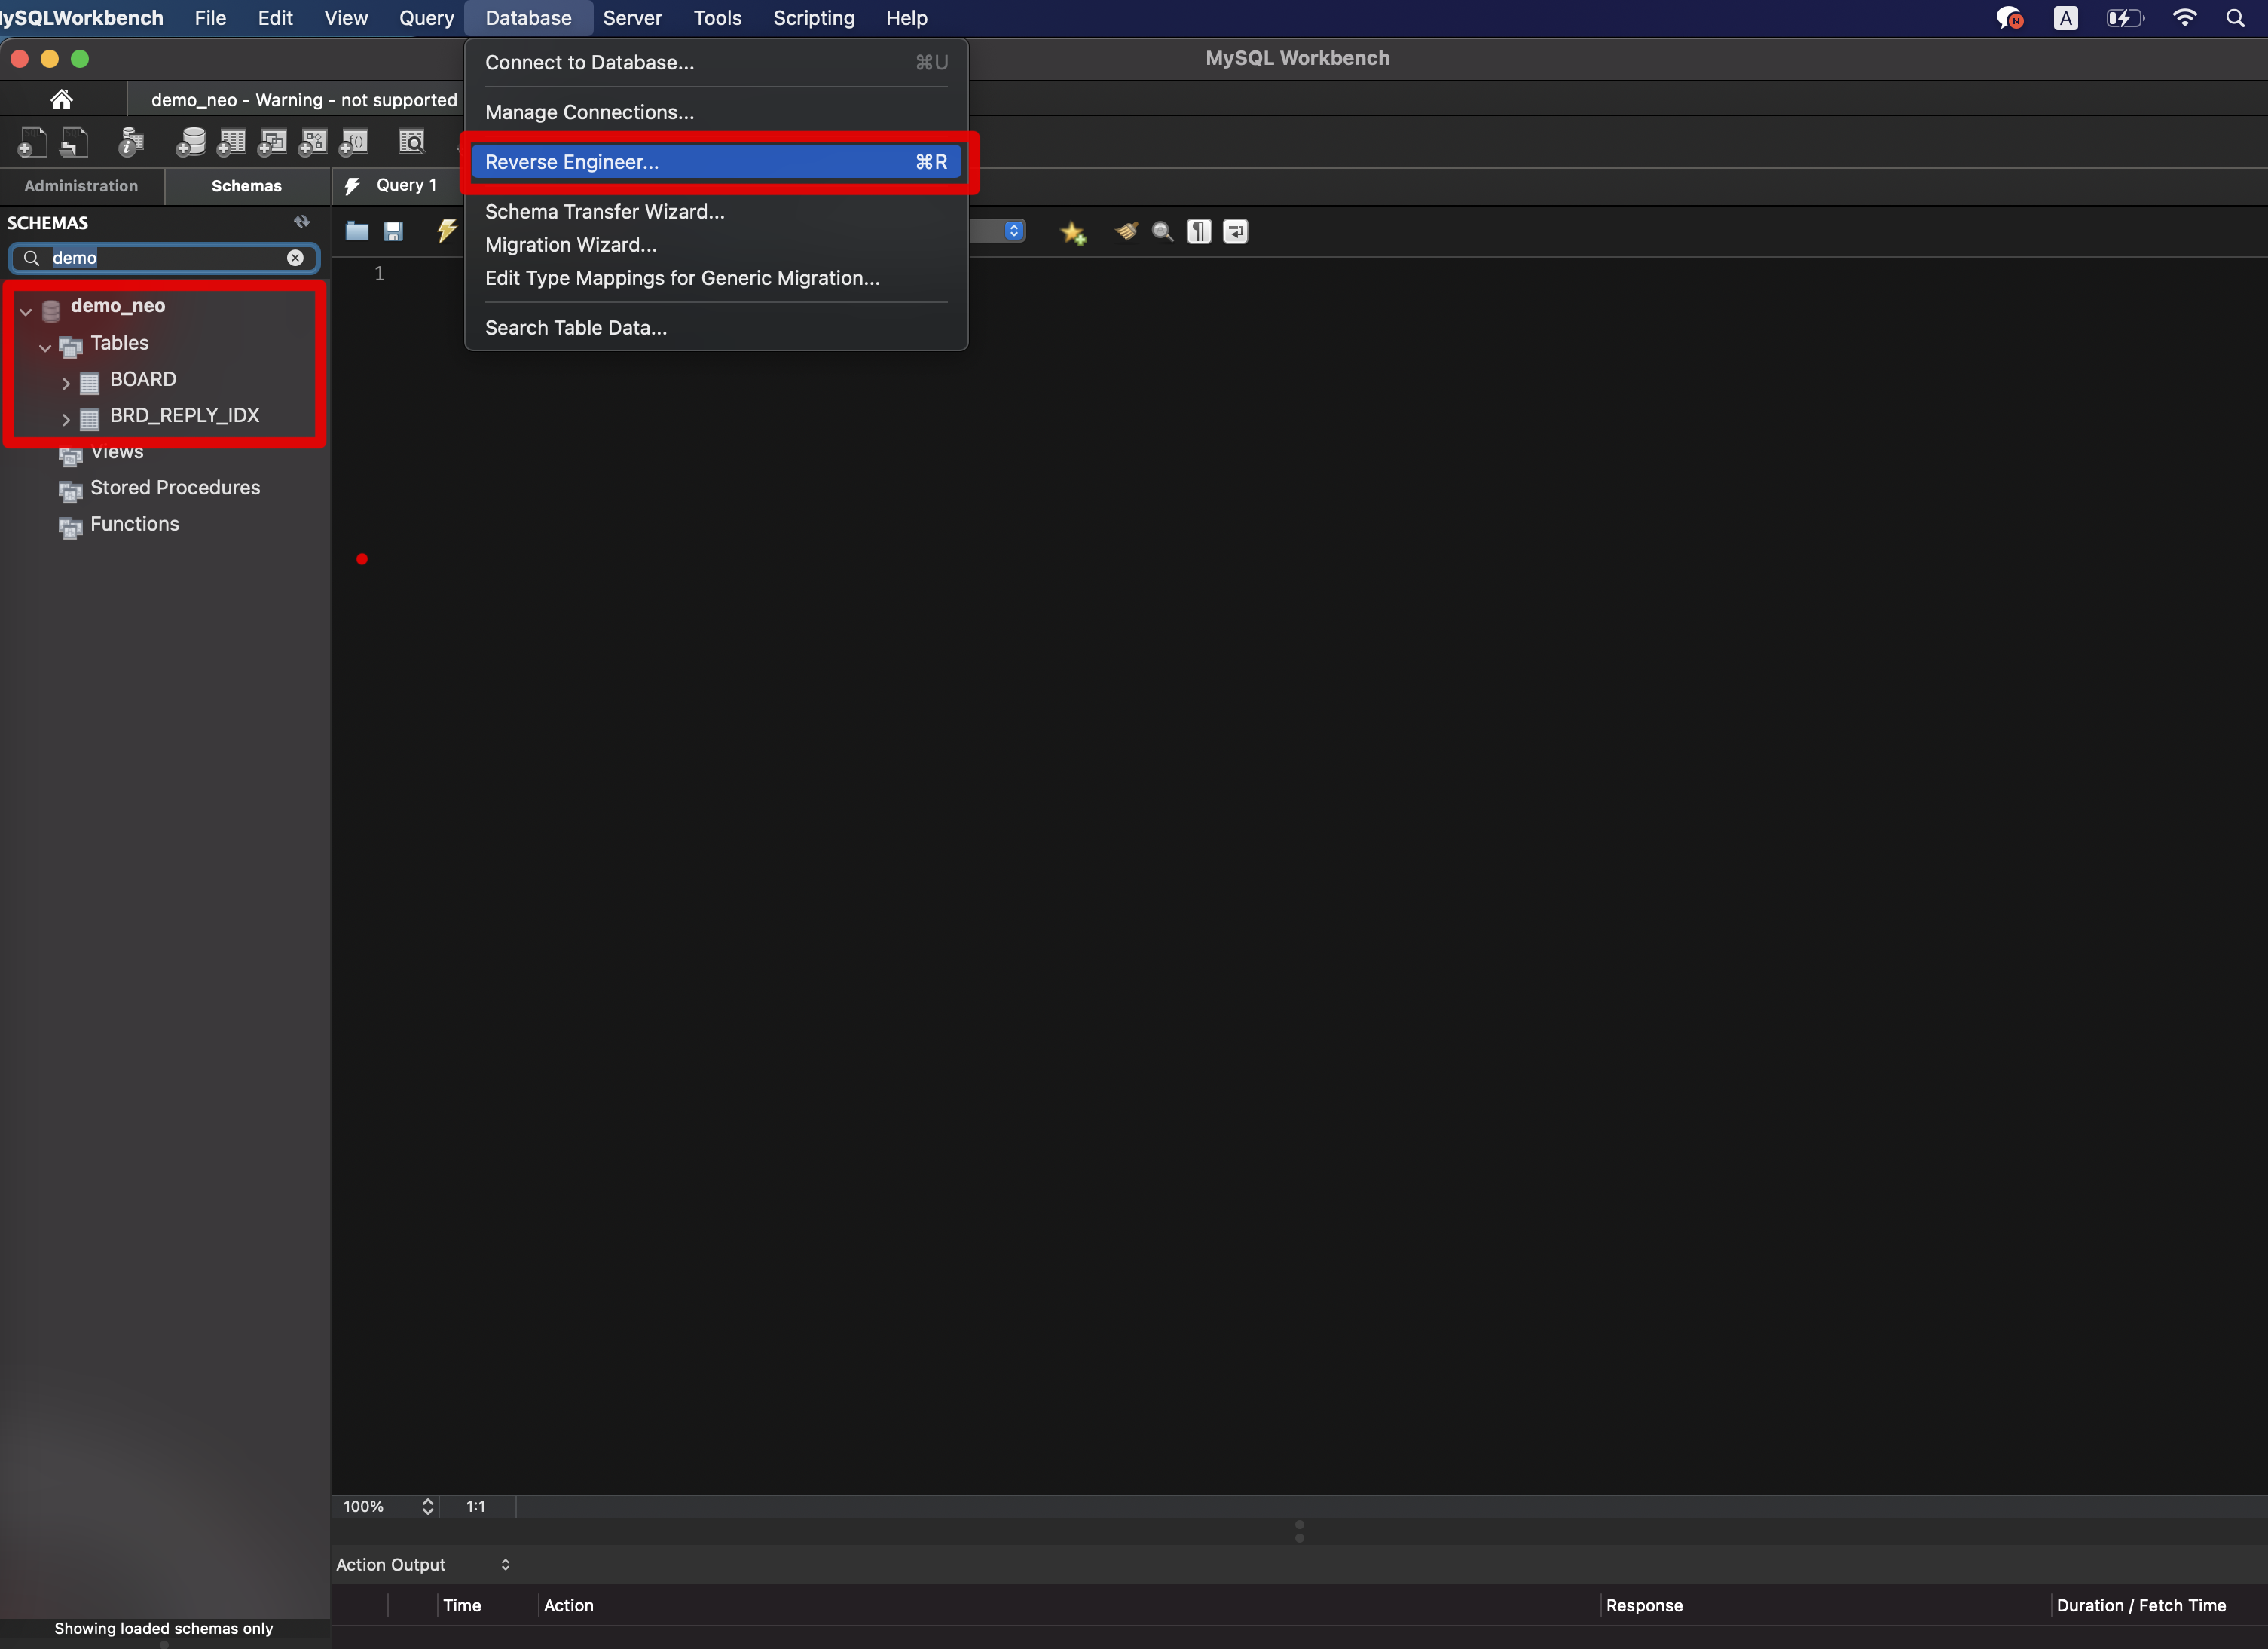 ySQLWorkbench File Edit View Query Database Server Tools Scripting Help A
MySQL Workbench
demo_neo - Warning - not supported
Connect to Database... ⌘U
Manage Connections...
Reverse Engineer... ⌘R
Schema Transfer Wizard...
Migration Wizard...
Edit Type Mappings for Generic Migration...
Search Table Data...
Administration Schemas
Query 1
SCHEMAS
demo
1
demo_neo
Tables
BOARD
BRD_REPLY_IDX
Views
Stored Procedures
Functions
100% 1:1
Action Output
Time Action Response Duration / Fetch Time
Showing loaded schemas only